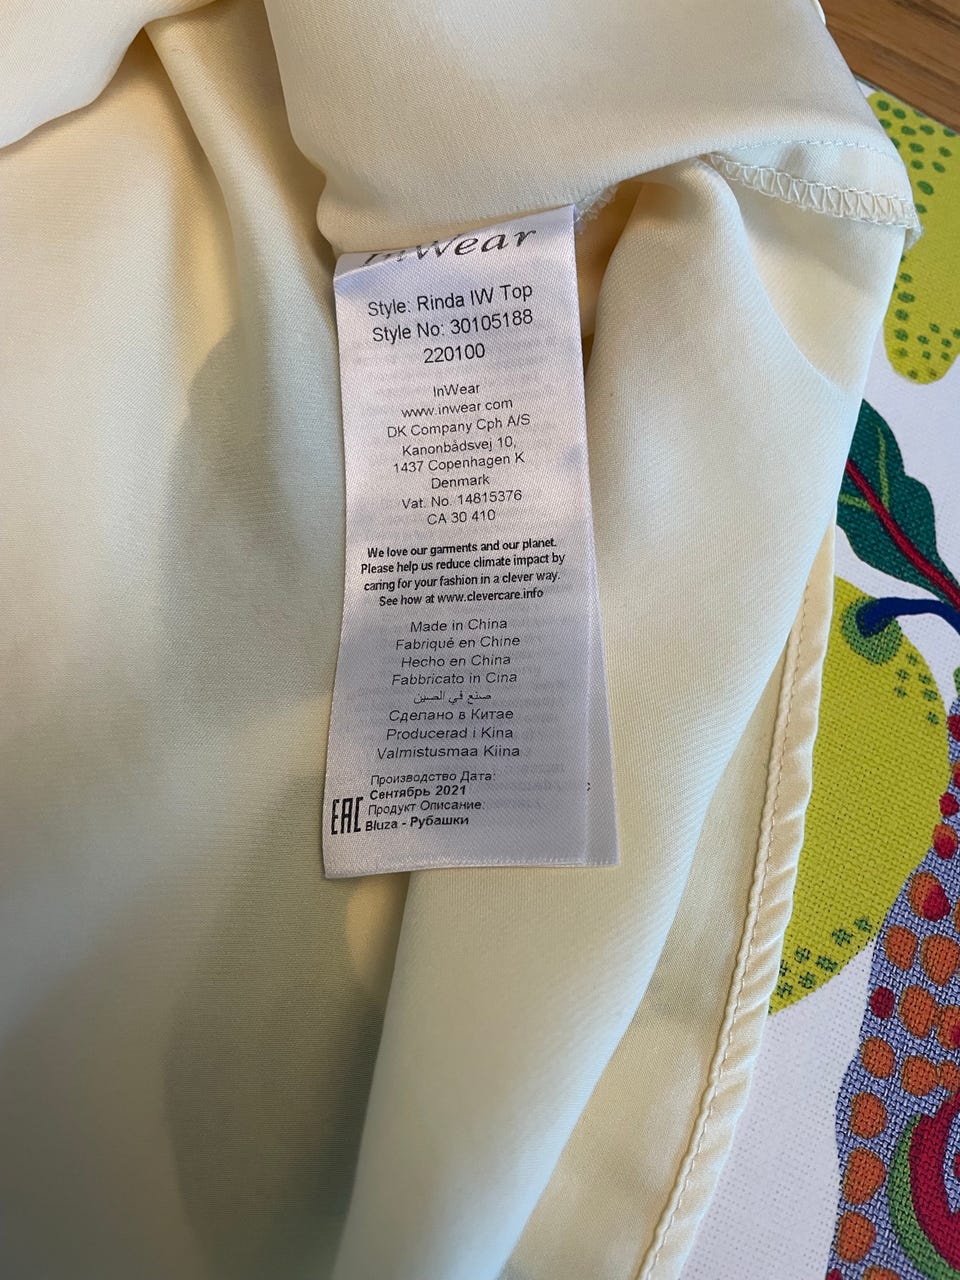 InWear
Style: Rinda IW Top
Style No: 30105188
220100
InWear
www.inwear.com
DK Company Cph A/S
Kanonbådsvej 10,
1437 Copenhagen K
Denmark
Vat. No. 14815376
CA 30 410
We love our garments and our planet.
Please help us reduce climate impact by
caring for your fashion in a clever way.
See how at www.clevercare.info
Made in China
Fabriqué en Chine
Hecho en China
Fabbricato in Cina
صنع في الصين
Сделано в Китае
Producerad i Kina
Valmistusmaa Kiina
Производство Дата:
Сентябрь 2021
Продукт Описание:
EAC Bluza - Рубашки